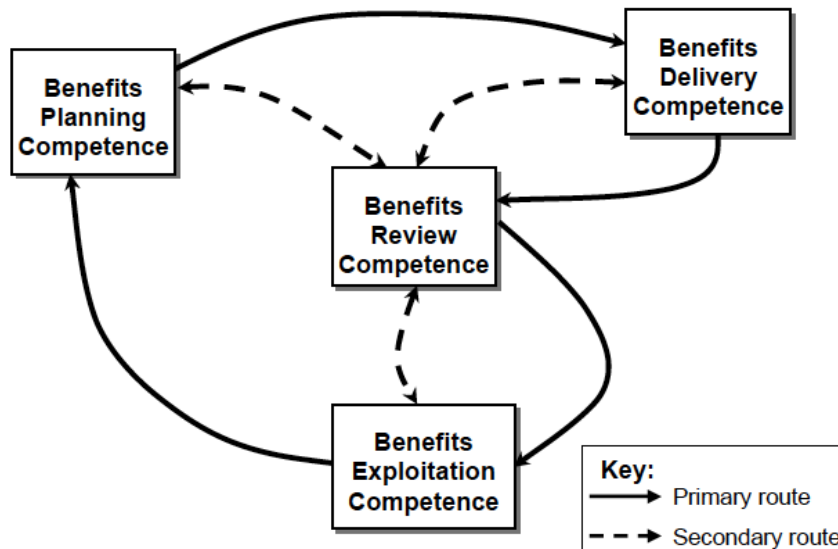 Benefits
Planning
Competence
Benefits
Delivery
Competence
Benefits
Review
Competence
Benefits
Exploitation
Competence
Key:
Primary route
Secondary route